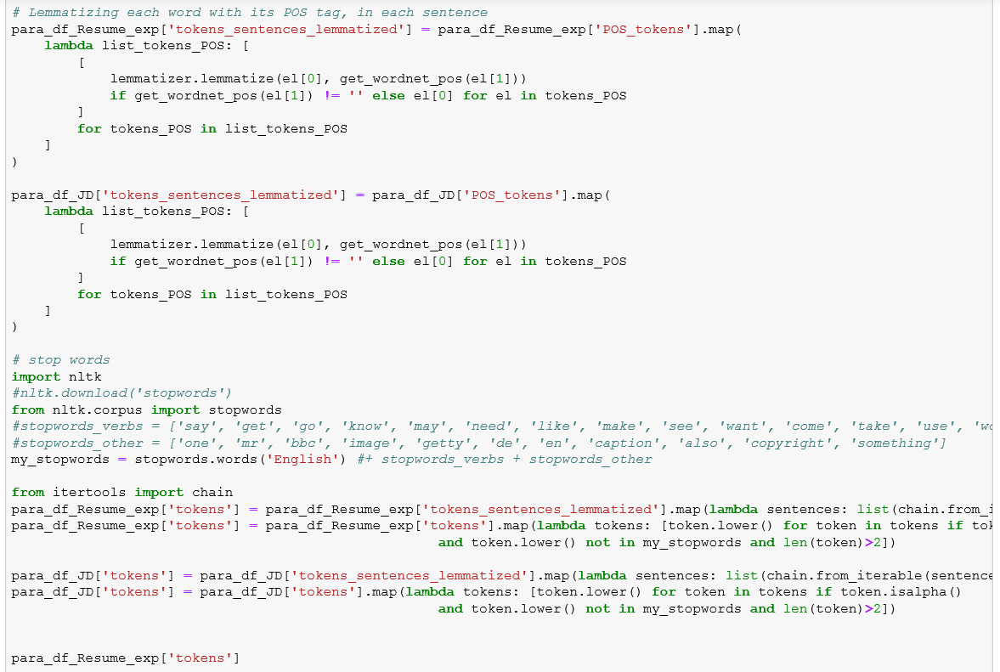 # Lemmatizing each word with its POS tag, in each sentence
para_df_Resume_exp['tokens_sentences_lemmatized'] = para_df_Resume_exp['POS_tokens'].map(
    lambda list_tokens_POS: [
        [
            lemmatizer.lemmatize(el[0], get_wordnet_pos(el[1]))
            if get_wordnet_pos(el[1]) != '' else el[0] for el in tokens_POS
        ]
        for tokens_POS in list_tokens_POS
    ]
)

para_df_JD['tokens_sentences_lemmatized'] = para_df_JD['POS_tokens'].map(
    lambda list_tokens_POS: [
        [
            lemmatizer.lemmatize(el[0], get_wordnet_pos(el[1]))
            if get_wordnet_pos(el[1]) != '' else el[0] for el in tokens_POS
        ]
        for tokens_POS in list_tokens_POS
    ]
)

# stop words
import nltk
#nltk.download('stopwords')
from nltk.corpus import stopwords
#stopwords_verbs = ['say', 'get', 'go', 'know', 'may', 'need', 'like', 'make', 'see', 'want', 'come', 'take', 'use',
#stopwords_other = ['one', 'mr', 'bbc', 'image', 'getty', 'de', 'en', 'caption', 'also', 'copyright', 'something']
my_stopwords = stopwords.words('English') #+ stopwords_verbs + stopwords_other

from itertools import chain
para_df_Resume_exp['tokens'] = para_df_Resume_exp['tokens_sentences_lemmatized'].map(lambda sentences: list(chain.
para_df_Resume_exp['tokens'] = para_df_Resume_exp['tokens'].map(lambda tokens: [token.lower() for token in tokens if
                                                    and token.lower() not in my_stopwords and len(token)>2])

para_df_JD['tokens'] = para_df_JD['tokens_sentences_lemmatized'].map(lambda sentences: list(chain.from_iterable(sentence
para_df_JD['tokens'] = para_df_JD['tokens'].map(lambda tokens: [token.lower() for token in tokens if token.isalpha()
                                                    and token.lower() not in my_stopwords and len(token)>2])

para_df_Resume_exp['tokens']